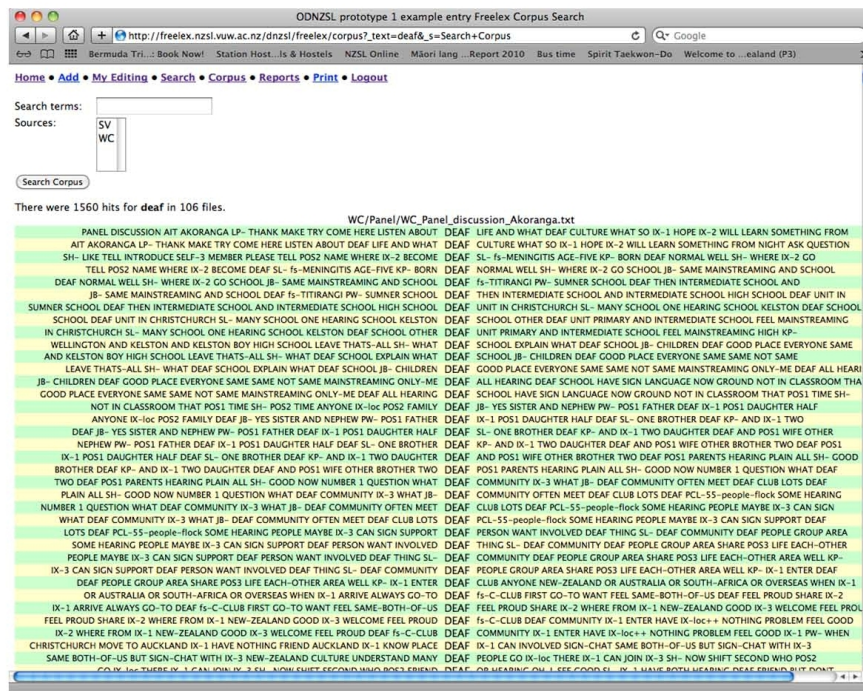 ODNZSL prototype 1 example entry Freelex Corpus Search
http://freelex.nzsl.vuw.ac.nz/dnzsl/freelex/corpus?_text=deaf&_s=Search+Corpus
Google
Bermuda Tri...: Book Now! Station Host...ls & Hostels NZSL Online Māori lang ...Report 2010 Bus time Spirit Taekwon-Do Welcome to ...ealand (P3)
Home • Add • My Editing • Search • Corpus • Reports • Print • Logout
Search terms:
Sources:
SV
WC
Search Corpus
There were 1560 hits for deaf in 106 files.
WC/Panel/WC_Panel_discussion_Akoranga.txt
PANEL DISCUSSION AIT AKORANGA LP- THANK MAKE TRY COME HERE LISTEN ABOUT DEAF LIFE AND WHAT DEAF CULTURE WHAT SO IX-1 HOPE IX-2 WILL LEARN SOMETHING FROM
AIT AKORANGA LP- THANK MAKE TRY COME HERE LISTEN ABOUT DEAF LIFE AND WHAT DEAF CULTURE WHAT SO IX-1 HOPE IX-2 WILL LEARN SOMETHING FROM NIGHT ASK QUESTION
SH- LIKE TELL INTRODUCE SELF-3 MEMBER PLEASE TELL POS2 NAME WHERE IX-2 BECOME DEAF SL- fs-MENINGITIS AGE-FIVE KP- BORN DEAF NORMAL WELL SH- WHERE IX-2 GO
TELL POS2 NAME WHERE IX-2 BECOME DEAF SL- fs-MENINGITIS AGE-FIVE KP- BORN DEAF NORMAL WELL SH- WHERE IX-2 GO SCHOOL JB- SAME MAINSTREAMING AND SCHOOL
DEAF NORMAL WELL SH- WHERE IX-2 GO SCHOOL JB- SAME MAINSTREAMING AND SCHOOL DEAF fs-TITIRANGI PW- SUMNER SCHOOL DEAF THEN INTERMEDIATE SCHOOL AND
JB- SAME MAINSTREAMING AND SCHOOL DEAF fs-TITIRANGI PW- SUMNER SCHOOL DEAF THEN INTERMEDIATE SCHOOL AND INTERMEDIATE SCHOOL HIGH SCHOOL DEAF UNIT IN
SUMNER SCHOOL DEAF THEN INTERMEDIATE SCHOOL AND INTERMEDIATE SCHOOL HIGH SCHOOL DEAF UNIT IN CHRISTCHURCH SL- MANY SCHOOL ONE HEARING SCHOOL KELSTON DEAF SCHOOL
SCHOOL DEAF UNIT IN CHRISTCHURCH SL- MANY SCHOOL ONE HEARING SCHOOL KELSTON DEAF SCHOOL OTHER DEAF UNIT PRIMARY AND INTERMEDIATE SCHOOL FEEL MAINSTREAMING
IN CHRISTCHURCH SL- MANY SCHOOL ONE HEARING SCHOOL KELSTON DEAF SCHOOL OTHER DEAF UNIT PRIMARY AND INTERMEDIATE SCHOOL FEEL MAINSTREAMING HIGH KP-
WELLINGTON AND KELSTON AND KELSTON BOY HIGH SCHOOL LEAVE THATS-ALL SH- WHAT DEAF SCHOOL EXPLAIN WHAT DEAF SCHOOL JB- CHILDREN DEAF GOOD PLACE EVERYONE SAME
AND KELSTON BOY HIGH SCHOOL LEAVE THATS-ALL SH- WHAT DEAF SCHOOL EXPLAIN WHAT DEAF SCHOOL JB- CHILDREN DEAF GOOD PLACE EVERYONE SAME SAME NOT SAME
LEAVE THATS-ALL SH- WHAT DEAF SCHOOL EXPLAIN WHAT DEAF SCHOOL JB- CHILDREN DEAF GOOD PLACE EVERYONE SAME SAME NOT SAME MAINSTREAMING ONLY-ME DEAF ALL HEARI
JB- CHILDREN DEAF GOOD PLACE EVERYONE SAME SAME NOT SAME MAINSTREAMING ONLY-ME DEAF ALL HEARING DEAF SCHOOL HAVE SIGN LANGUAGE NOW GROUND NOT IN CLASSROOM THA
GOOD PLACE EVERYONE SAME SAME NOT SAME MAINSTREAMING ONLY-ME DEAF ALL HEARING DEAF SCHOOL HAVE SIGN LANGUAGE NOW GROUND NOT IN CLASSROOM THAT POS1 TIME SH-
NOT IN CLASSROOM THAT POS1 TIME SH- POS2 TIME ANYONE IX-loc POS2 FAMILY DEAF JB- YES SISTER AND NEPHEW PW- POS1 FATHER DEAF IX-1 POS1 DAUGHTER HALF
ANYONE IX-loc POS2 FAMILY DEAF JB- YES SISTER AND NEPHEW PW- POS1 FATHER DEAF IX-1 POS1 DAUGHTER HALF DEAF SL- ONE BROTHER DEAF KP- AND IX-1 TWO
DEAF JB- YES SISTER AND NEPHEW PW- POS1 FATHER DEAF IX-1 POS1 DAUGHTER HALF DEAF SL- ONE BROTHER DEAF KP- AND IX-1 TWO DAUGHTER DEAF AND POS1 WIFE OTHER
NEPHEW PW- POS1 FATHER DEAF IX-1 POS1 DAUGHTER HALF DEAF SL- ONE BROTHER DEAF KP- AND IX-1 TWO DAUGHTER DEAF AND POS1 WIFE OTHER BROTHER TWO DEAF POS1
IX-1 POS1 DAUGHTER HALF DEAF SL- ONE BROTHER DEAF KP- AND IX-1 TWO DAUGHTER DEAF AND POS1 WIFE OTHER BROTHER TWO DEAF POS1 PARENTS HEARING PLAIN ALL SH- GOOD
BROTHER DEAF KP- AND IX-1 TWO DAUGHTER DEAF AND POS1 WIFE OTHER BROTHER TWO DEAF POS1 PARENTS HEARING PLAIN ALL SH- GOOD NOW NUMBER 1 QUESTION WHAT DEAF
TWO DEAF POS1 PARENTS HEARING PLAIN ALL SH- GOOD NOW NUMBER 1 QUESTION WHAT DEAF COMMUNITY IX-3 WHAT JB- DEAF COMMUNITY OFTEN MEET DEAF CLUB LOTS DEAF
PLAIN ALL SH- GOOD NOW NUMBER 1 QUESTION WHAT DEAF COMMUNITY IX-3 WHAT JB- DEAF COMMUNITY OFTEN MEET DEAF CLUB LOTS DEAF PCL-55-people-flock SOME HEARING
NUMBER 1 QUESTION WHAT DEAF COMMUNITY IX-3 WHAT JB- DEAF COMMUNITY OFTEN MEET DEAF CLUB LOTS DEAF PCL-55-people-flock SOME HEARING PEOPLE MAYBE IX-3 CAN SIGN
WHAT DEAF COMMUNITY IX-3 WHAT JB- DEAF COMMUNITY OFTEN MEET DEAF CLUB LOTS DEAF PCL-55-people-flock SOME HEARING PEOPLE MAYBE IX-3 CAN SIGN SUPPORT DEAF
LOTS DEAF PCL-55-people-flock SOME HEARING PEOPLE MAYBE IX-3 CAN SIGN SUPPORT DEAF PERSON WANT INVOLVED DEAF THING SL- DEAF COMMUNITY DEAF PEOPLE GROUP AREA
SOME HEARING PEOPLE MAYBE IX-3 CAN SIGN SUPPORT DEAF PERSON WANT INVOLVED DEAF THING SL- DEAF COMMUNITY DEAF PEOPLE GROUP AREA SHARE POS3 LIFE EACH-OTHER
PEOPLE MAYBE IX-3 CAN SIGN SUPPORT DEAF PERSON WANT INVOLVED DEAF THING SL- DEAF COMMUNITY DEAF PEOPLE GROUP AREA SHARE POS3 LIFE EACH-OTHER AREA WELL KP-
IX-3 CAN SIGN SUPPORT DEAF PERSON WANT INVOLVED DEAF THING SL- DEAF COMMUNITY DEAF PEOPLE GROUP AREA SHARE POS3 LIFE EACH-OTHER AREA WELL KP- IX-1 ENTER DEAF
DEAF PEOPLE GROUP AREA SHARE POS3 LIFE EACH-OTHER AREA WELL KP- IX-1 ENTER DEAF CLUB ANYONE NEW-ZEALAND OR AUSTRALIA OR SOUTH-AFRICA OR OVERSEAS WHEN IX-1
OR AUSTRALIA OR SOUTH-AFRICA OR OVERSEAS WHEN IX-1 ARRIVE ALWAYS GO-TO DEAF fs-C-CLUB FIRST GO-TO WANT FEEL SAME-BOTH-OF-US DEAF FEEL PROUD SHARE IX-2
IX-1 ARRIVE ALWAYS GO-TO DEAF fs-C-CLUB FIRST GO-TO WANT FEEL SAME-BOTH-OF-US DEAF FEEL PROUD SHARE IX-2 WHERE FROM IX-1 NEW-ZEALAND GOOD IX-3 WELCOME FEEL PROU
FEEL PROUD SHARE IX-2 WHERE FROM IX-1 NEW-ZEALAND GOOD IX-3 WELCOME FEEL PROUD DEAF fs-C-CLUB DEAF COMMUNITY IX-1 ENTER HAVE IX-loc++ NOTHING PROBLEM FEEL GOOD
IX-2 WHERE FROM IX-1 NEW-ZEALAND GOOD IX-3 WELCOME FEEL PROUD DEAF fs-C-CLUB DEAF COMMUNITY IX-1 ENTER HAVE IX-loc++ NOTHING PROBLEM FEEL GOOD IX-1 PW- WHEN
CHRISTCHURCH MOVE TO AUCKLAND IX-1 HAVE NOTHING FRIEND AUCKLAND IX-1 KNOW PLACE DEAF IX-1 CAN INVOLVED SIGN-CHAT SAME BOTH-OF-US BUT SIGN-CHAT WITH IX-3
SAME BOTH-OF-US BUT SIGN-CHAT WITH IX-3 NEW-ZEALAND CULTURE UNDERSTAND MANY DEAF PEOPLE GO IX-loc THERE IX-1 CAN JOIN IX-3 SH- NOW SHIFT SECOND WHO POS2